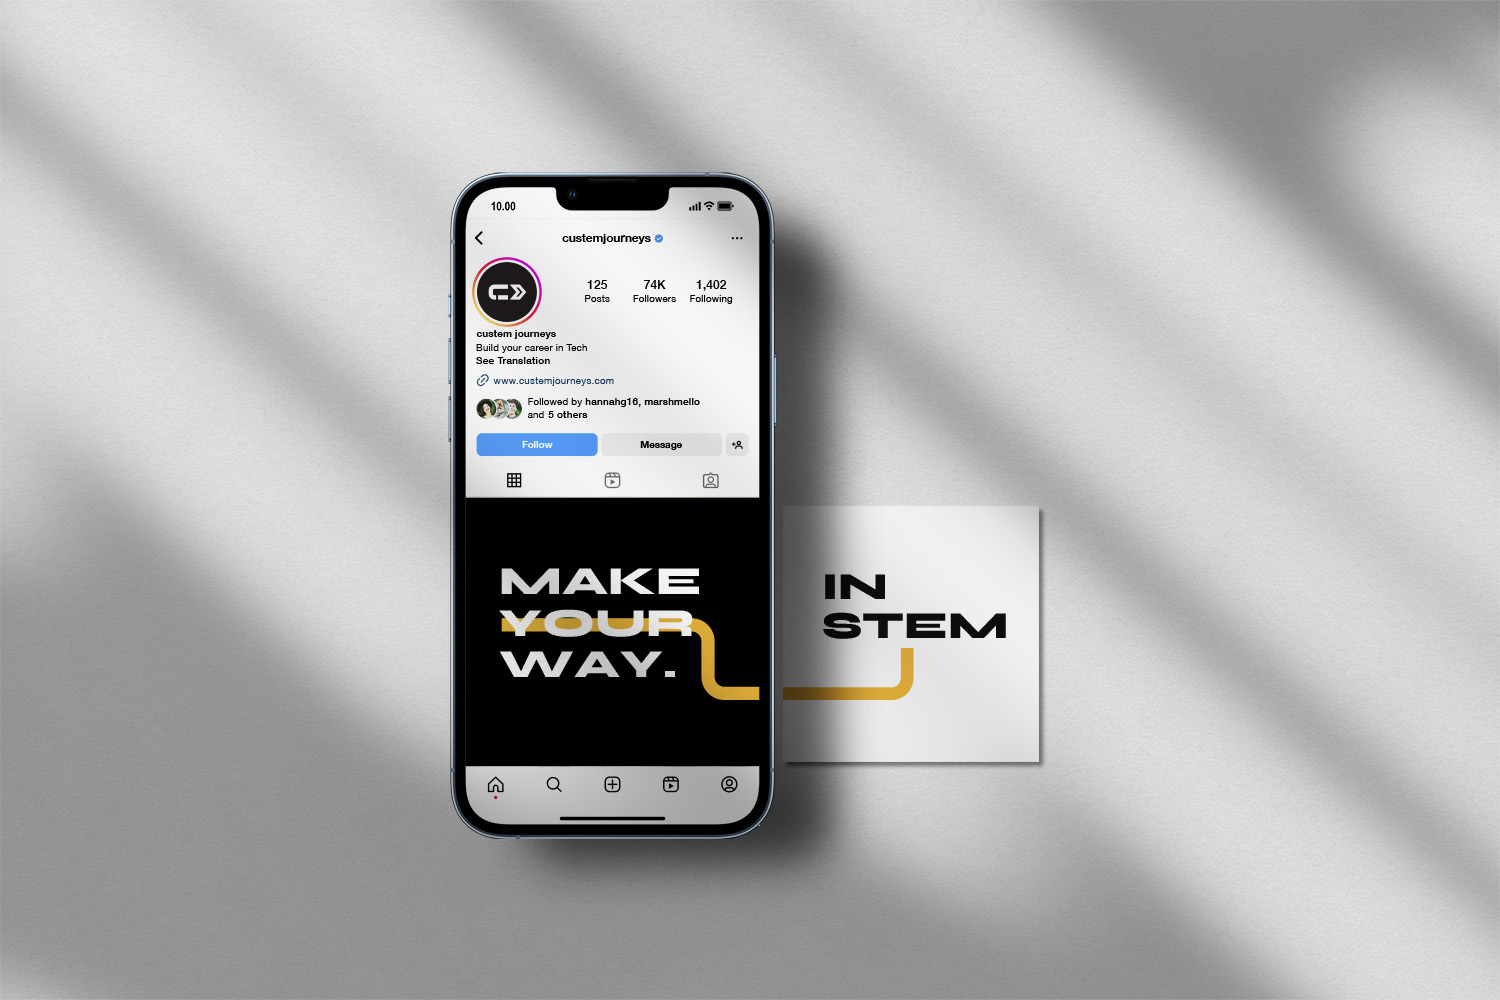 10.00
custemjourneys
125
Posts
74K
Followers
1,402
Following
custem journeys
Build your career in Tech
See Translation
www.custemjourneys.com
Followed by hannahg16, marshmello
and 5 others
Follow
Message
MAKE
YOUR
WAY.
IN
STEM